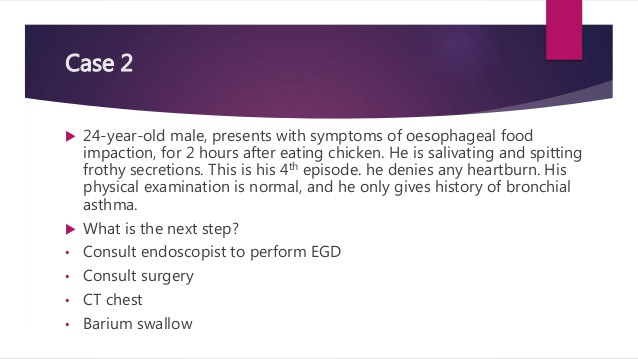 Case 2
24-year-old male, presents with symptoms of oesophageal food
impaction, for 2 hours after eating chicken. He is salivating and spitting
frothy secretions. This is his 4th episode. he denies any heartburn. His
physical examination is normal, and he only gives history of bronchial
asthma.
What is the next step?
Consult endoscopist to perform EGD
Consult surgery
CT chest
Barium swallow